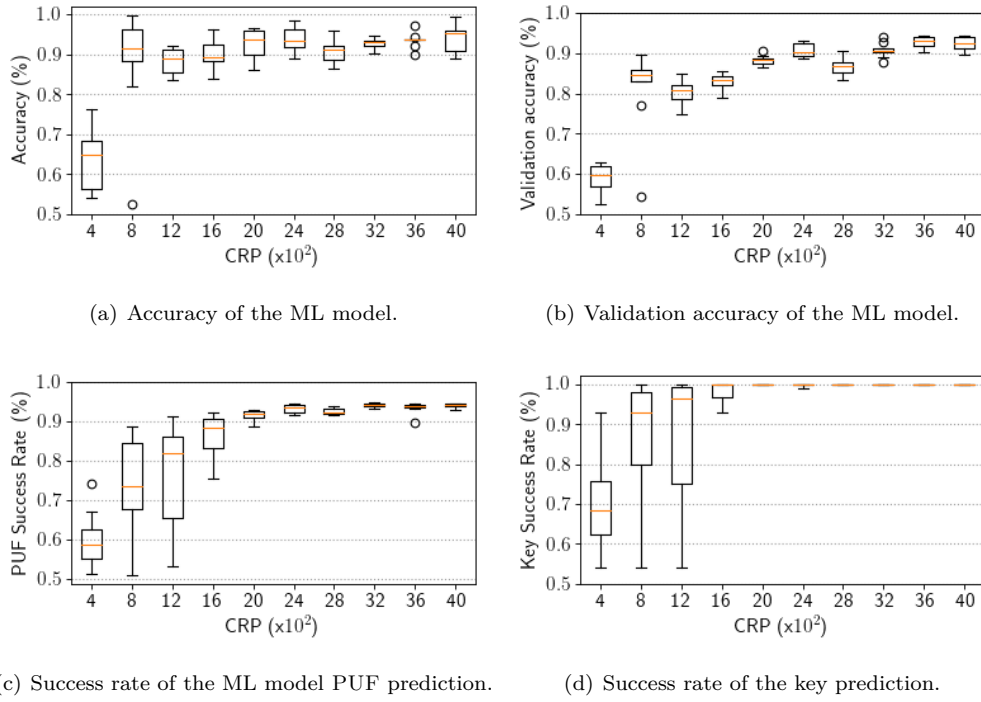 1.0
0.9
0.8
0.7
0.6
0.5
Accuracy (%)
4 8 12 16 20 24 28 32 36 40
CRP (x10²)
(a) Accuracy of the ML model.
1.0
0.9
0.8
0.7
0.6
0.5
Validation accuracy (%)
4 8 12 16 20 24 28 32 36 40
CRP (x10²)
(b) Validation accuracy of the ML model.
1.0
0.9
0.8
0.7
0.6
0.5
PUF Success Rate (%)
4 8 12 16 20 24 28 32 36 40
CRP (x10²)
c) Success rate of the ML model PUF prediction.
1.0
0.9
0.8
0.7
0.6
0.5
Key Success Rate (%)
4 8 12 16 20 24 28 32 36 40
CRP (x10²)
(d) Success rate of the key prediction.